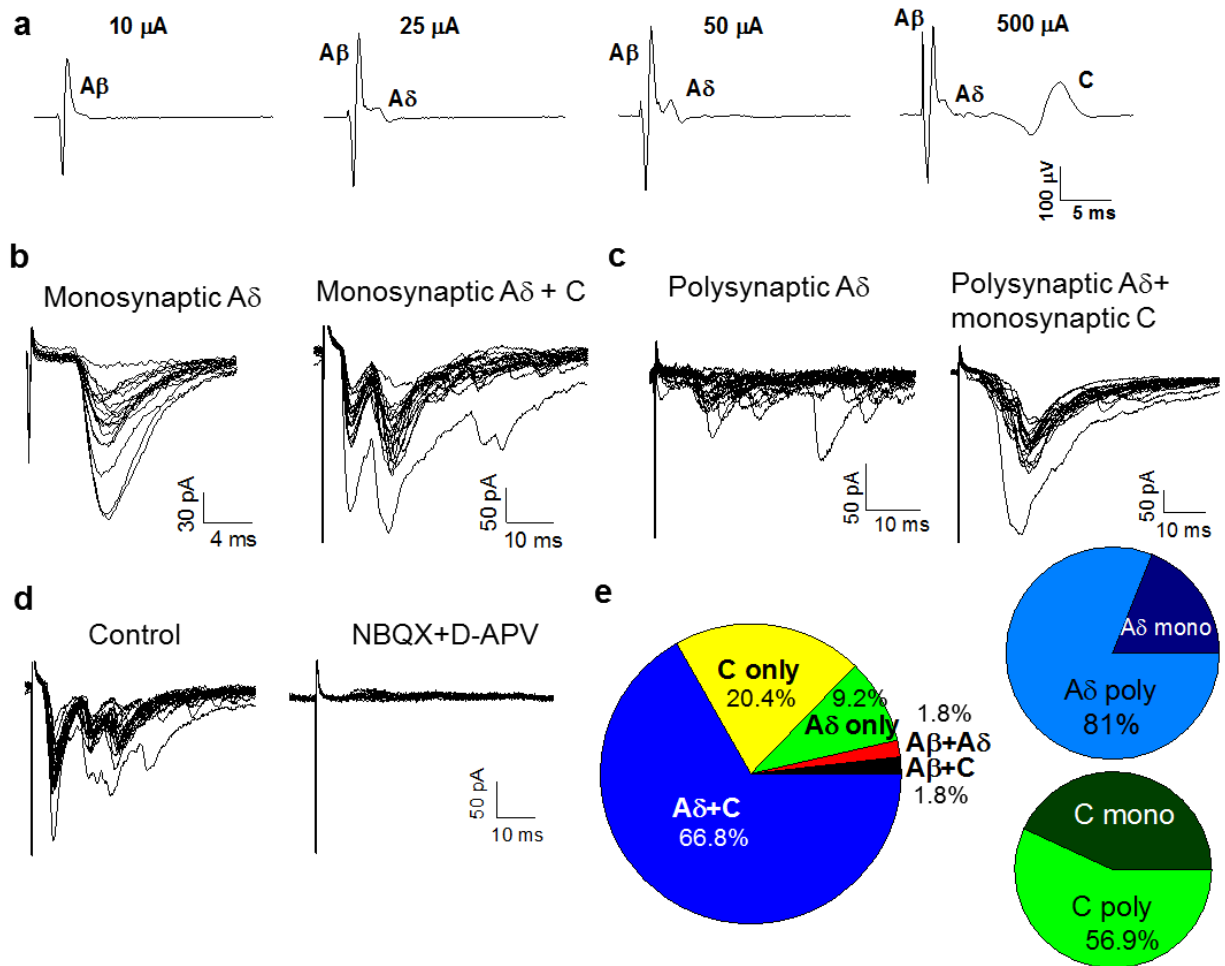 a
10 μA
Aβ
25 μA
Aβ
Aδ
50 μA
Aβ
Aδ
500 μA
Aβ
Aδ
C
100 μV
5 ms
b
Monosynaptic Aδ
30 pA
4 ms
Monosynaptic Aδ + C
50 pA
10 ms
c
Polysynaptic Aδ
50 pA
10 ms
Polysynaptic Aδ+
monosynaptic C
50 pA
10 ms
d
Control
NBQX+D-APV
50 pA
10 ms
e
C only
20.4%
9.2%
Aδ only
1.8%
Aβ+Aδ
Aβ+C
1.8%
Aδ+C
66.8%
Aδ mono
Aδ poly
81%
C mono
C poly
56.9%